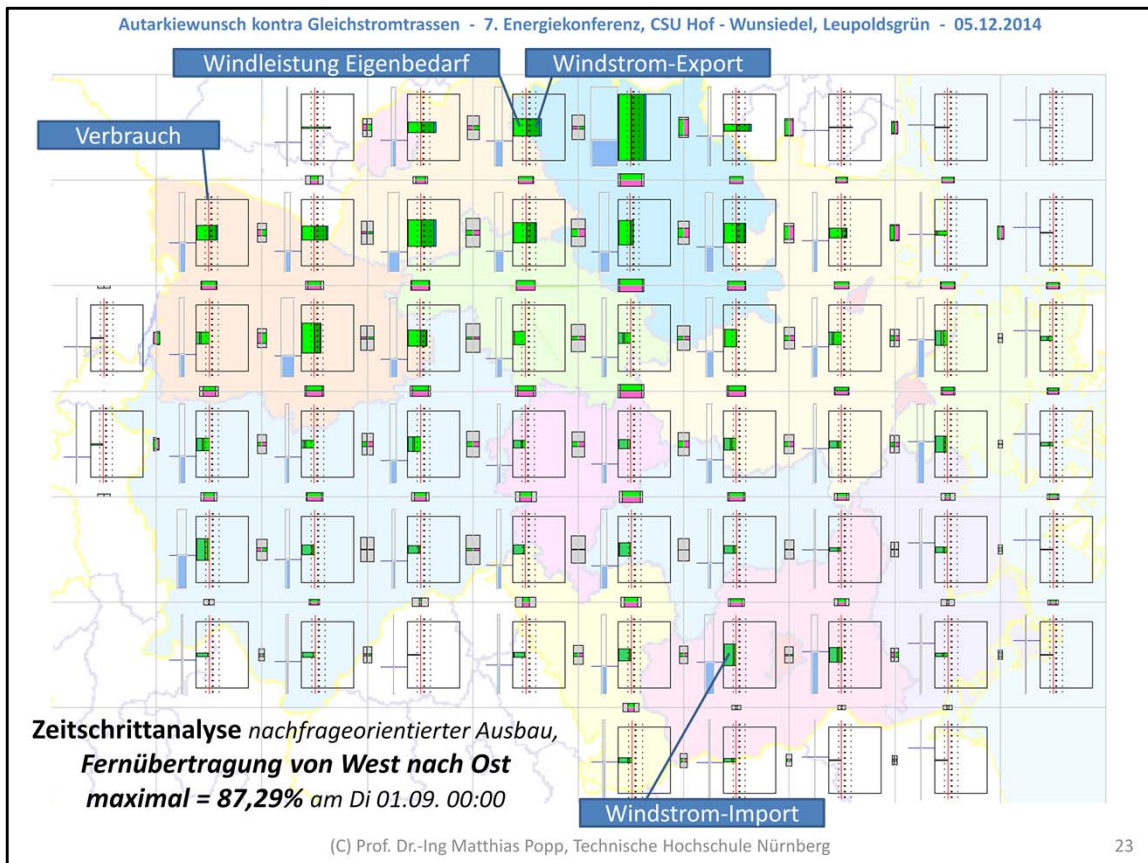 Autarkiewunsch kontra Gleichstromtrassen - 7. Energiekonferenz, CSU Hof - Wunsiedel, Leupoldsgrün - 05.12.2014
Windleistung Eigenbedarf
Windstrom-Export
Verbrauch
Zeitschrittanalyse nachfrageorientierter Ausbau,
Fernübertragung von West nach Ost
maximal = 87,29% am Di 01.09. 00:00
Windstrom-Import
(C) Prof. Dr.-Ing Matthias Popp, Technische Hochschule Nürnberg
23